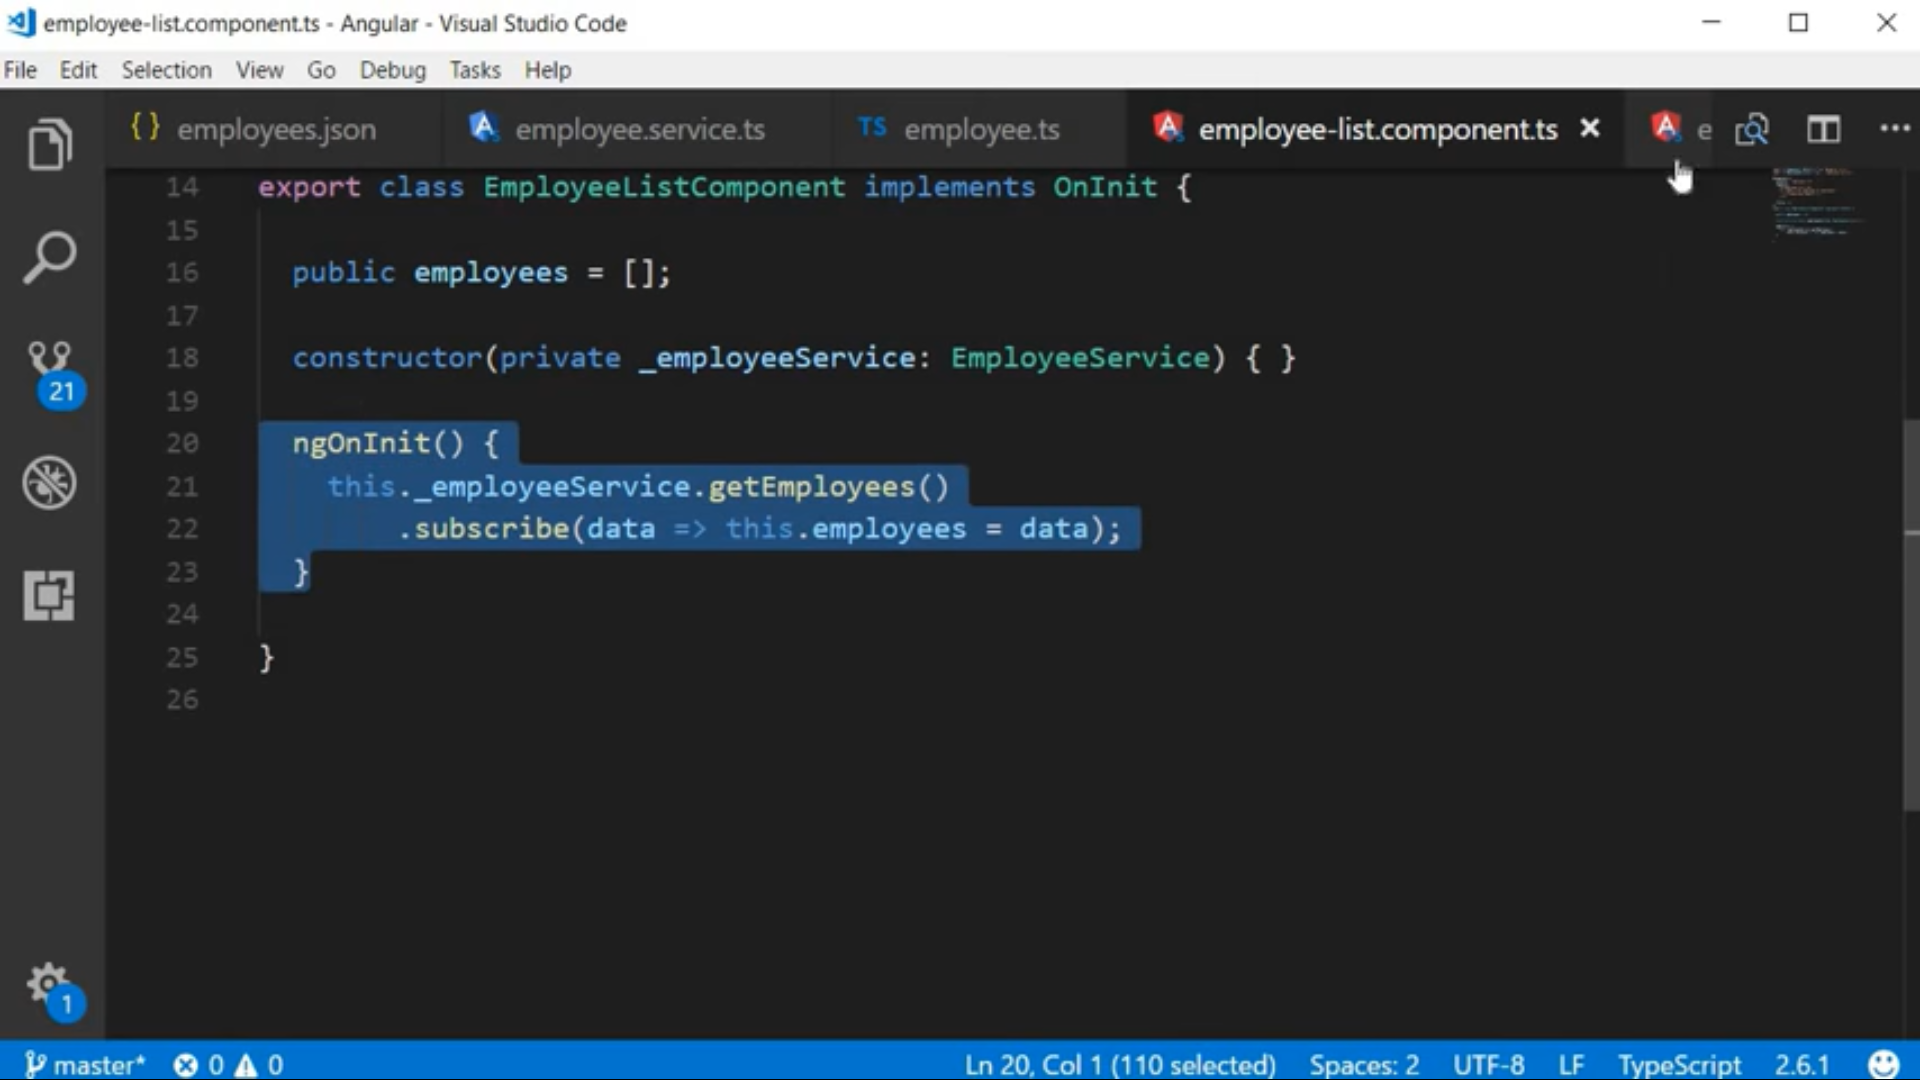 employee-list.component.ts - Angular - Visual Studio Code
File Edit Selection View Go Debug Tasks Help
{ } employees.json employee.service.ts TS employee.ts employee-list.component.ts e
14 export class EmployeeListComponent implements OnInit {
15
16 public employees = [];
17
18 constructor(private _employeeService: EmployeeService) { }
19
20 ngOnInit() {
21 this._employeeService.getEmployees()
22 .subscribe(data => this.employees = data);
23 }
24
25 }
26
21
1
master* 0 0 Ln 20, Col 1 (110 selected) Spaces: 2 UTF-8 LF TypeScript 2.6.1